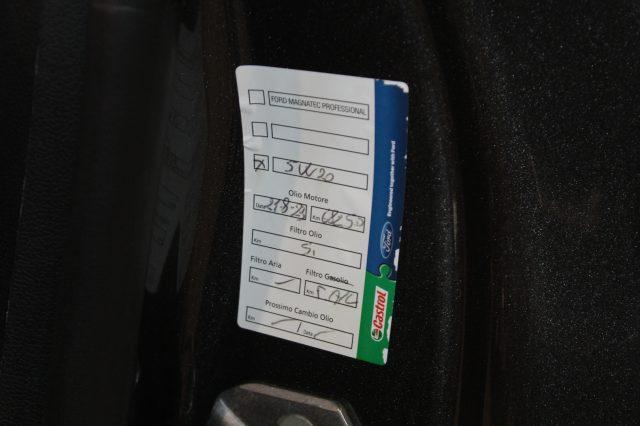 FORD MAGNATEC PROFESSIONAL
X 5W20
Olio Motore
Date Km
Filtro Olio
Km Si
Filtro Aria Filtro Gasolio
Km / Km A/C
Prossimo Cambio Olio
Km / Date /
Engineered together with Ford
Ford
Castrol